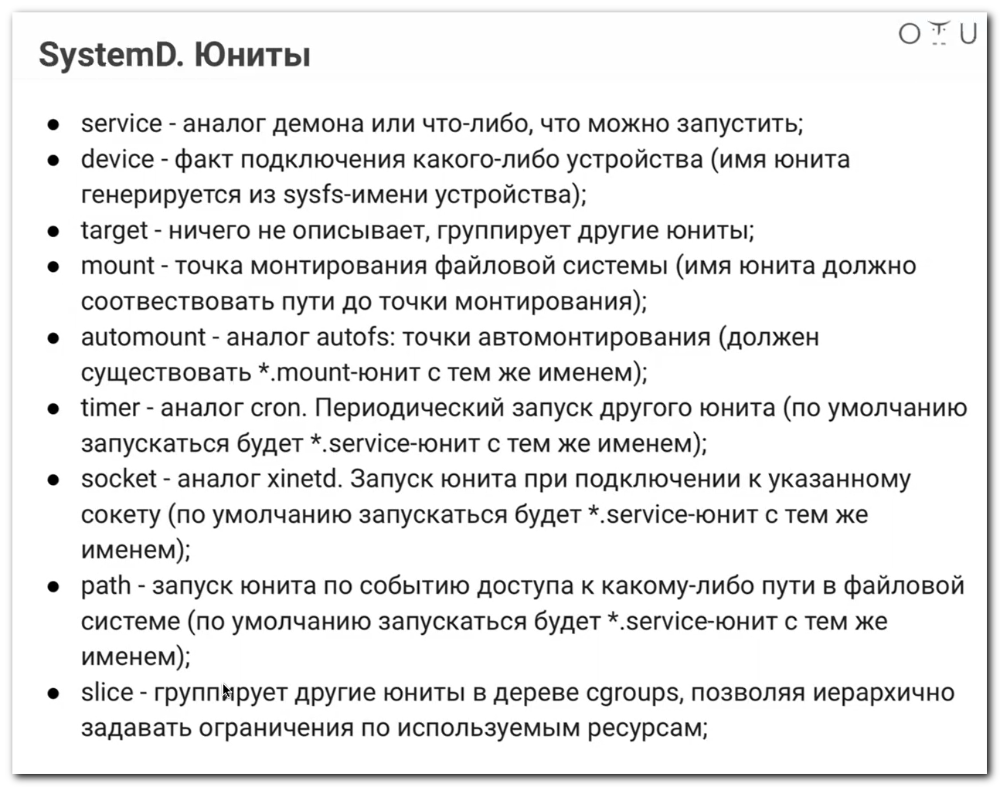 SystemD. Юниты
● service - аналог демона или что-либо, что можно запустить;
● device - факт подключения какого-либо устройства (имя юнита
генерируется из sysfs-имени устройства);
● target - ничего не описывает, группирует другие юниты;
● mount - точка монтирования файловой системы (имя юнита должно
соотвествовать пути до точки монтирования);
● automount - аналог autofs: точки автомонтирования (должен
существовать *.mount-юнит с тем же именем);
● timer - аналог cron. Периодический запуск другого юнита (по умолчанию
запускаться будет *.service-юнит с тем же именем);
● socket - аналог xinetd. Запуск юнита при подключении к указанному
сокету (по умолчанию запускаться будет *.service-юнит с тем же
именем);
● path - запуск юнита по событию доступа к какому-либо пути в файловой
системе (по умолчанию запускаться будет *.service-юнит с тем же
именем);
● slice - группирует другие юниты в дереве cgroups, позволяя иерархично
задавать ограничения по используемым ресурсам;